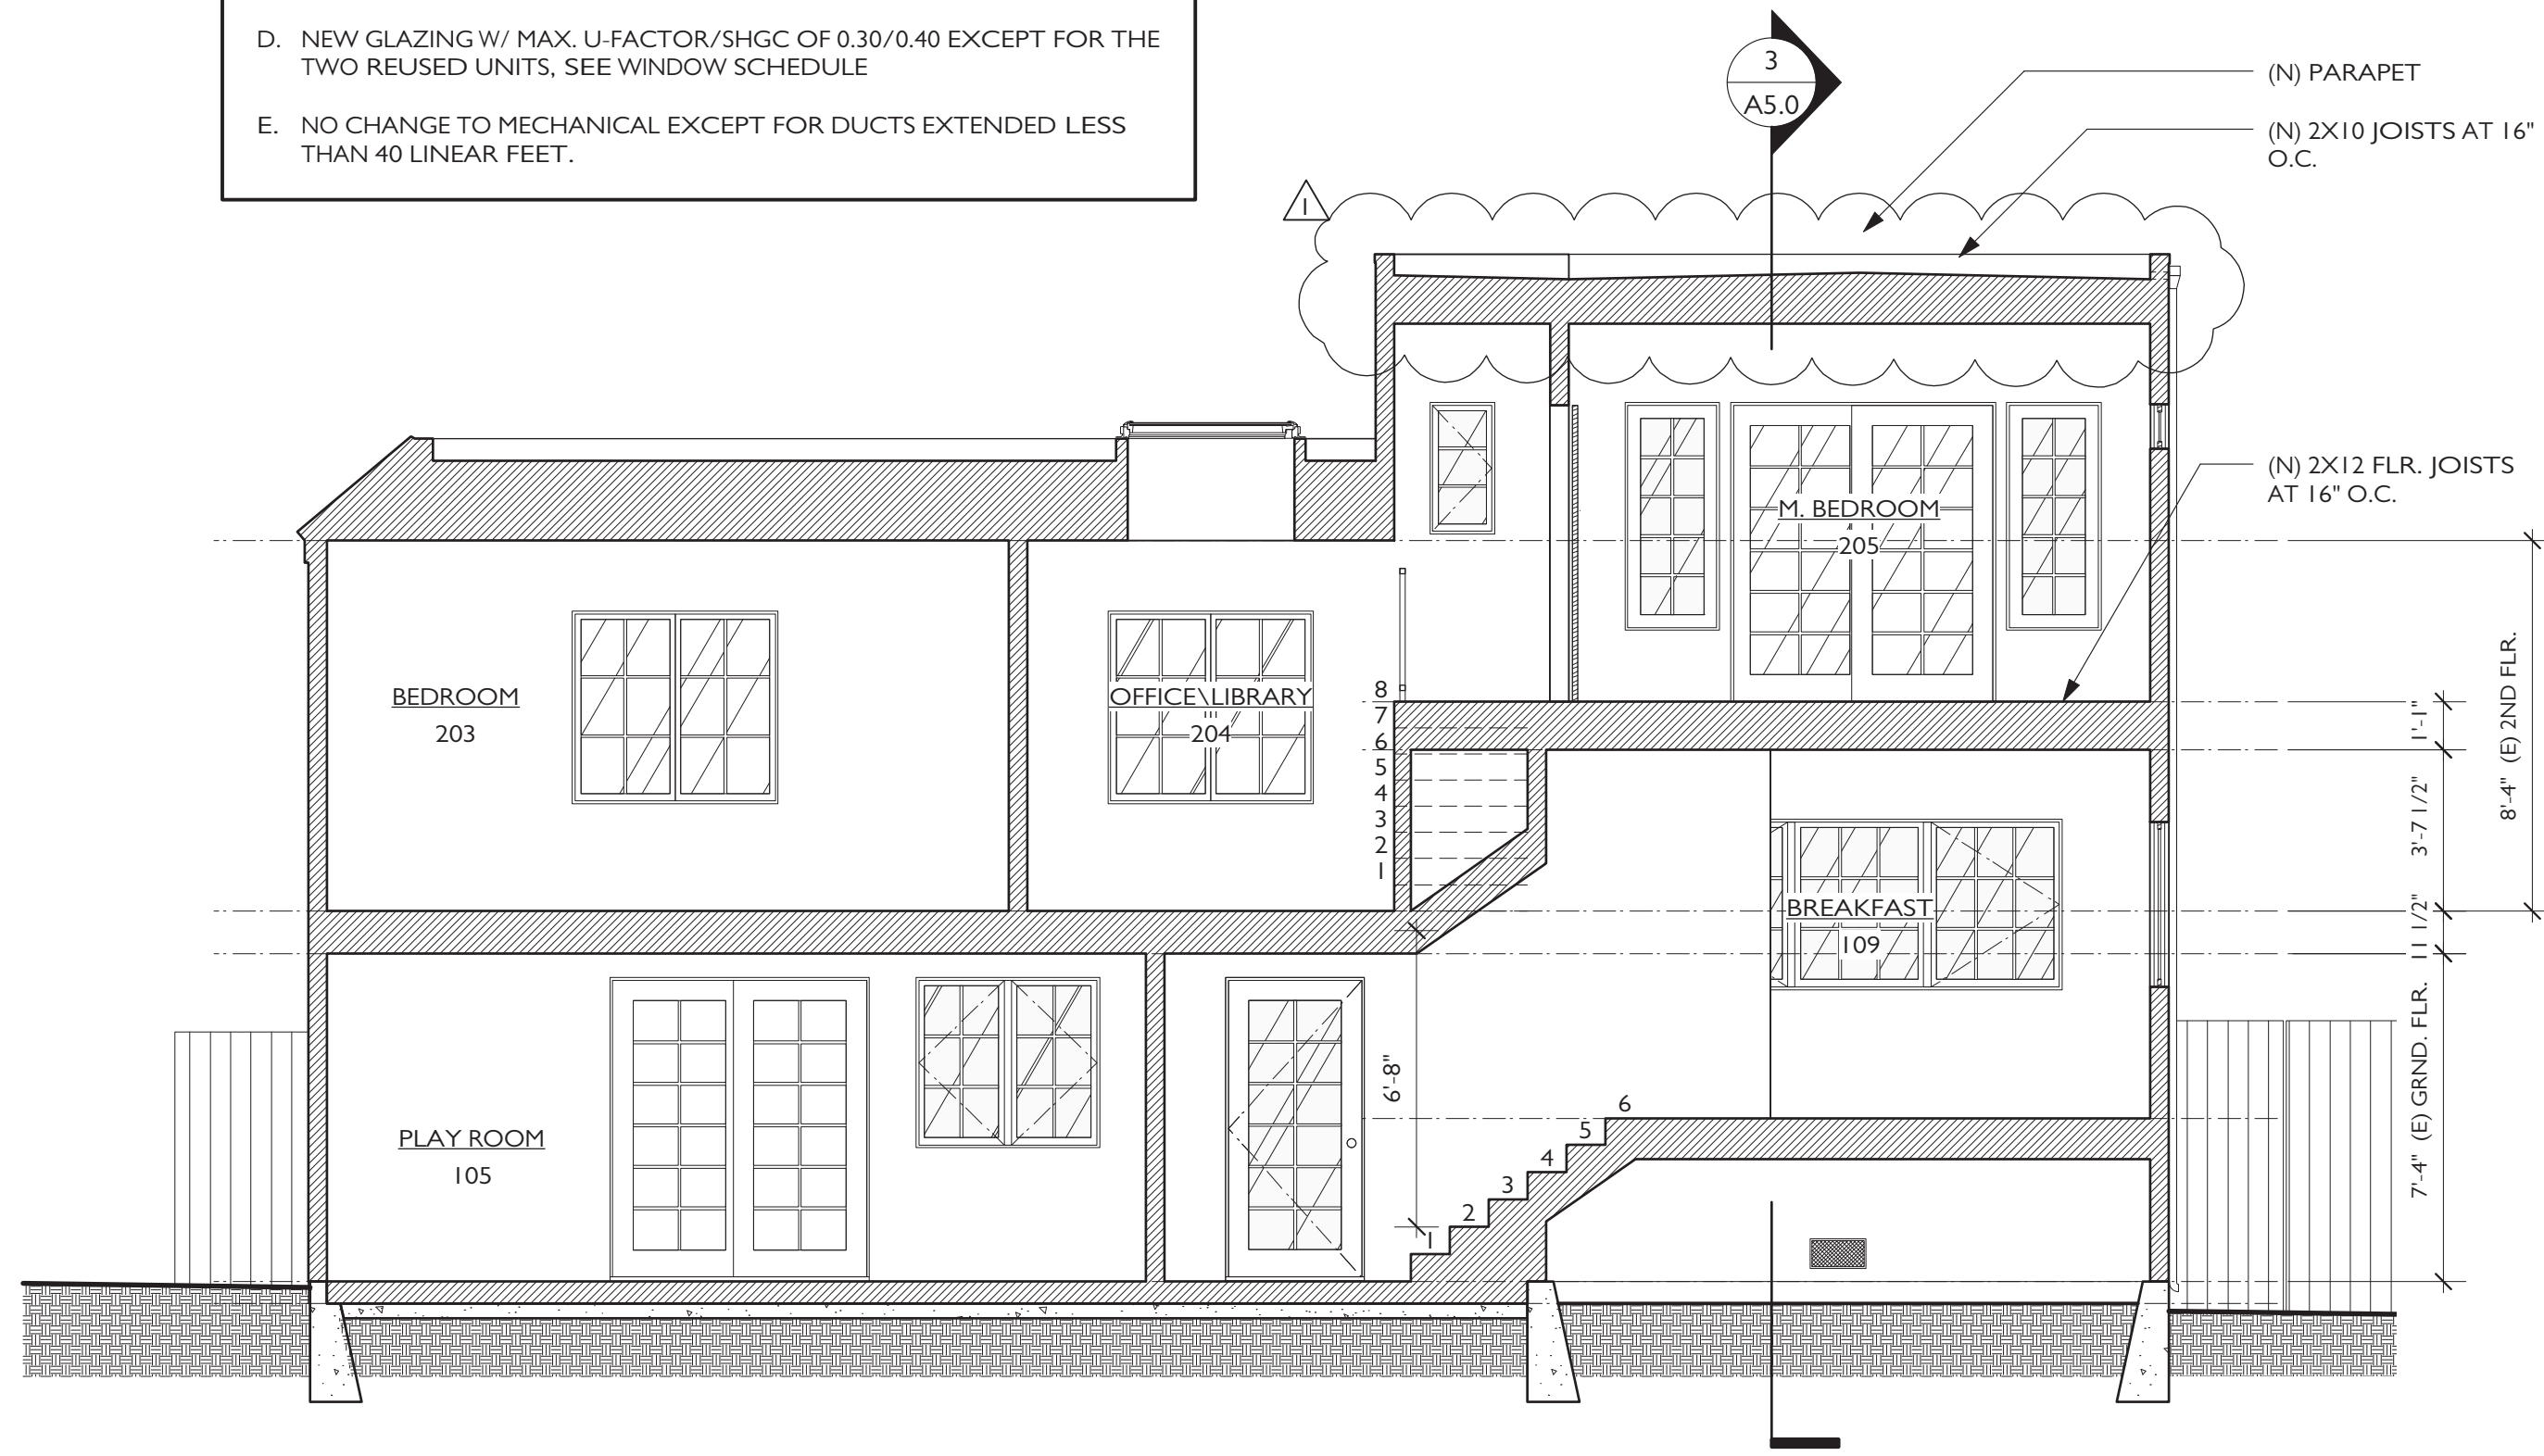 D. NEW GLAZING W/ MAX. U-FACTOR/SHGC OF 0.30/0.40 EXCEPT FOR THE
TWO REUSED UNITS, SEE WINDOW SCHEDULE
E. NO CHANGE TO MECHANICAL EXCEPT FOR DUCTS EXTENDED LESS
THAN 40 LINEAR FEET.
3
A5.0
(N) PARAPET
(N) 2X10 JOISTS AT 16"
O.C.
1
(N) 2X12 FLR. JOISTS
AT 16" O.C.
M. BEDROOM
205
BEDROOM
203
OFFICE\LIBRARY
204
8
7
6
5
4
3
2
1
1'-1"
8'-4" (E) 2ND FLR.
3'-7 1/2"
11 1/2"
7'-4" (E) GRND. FLR.
BREAKFAST
109
6'-8"
PLAY ROOM
105
6
5
4
3
2
1